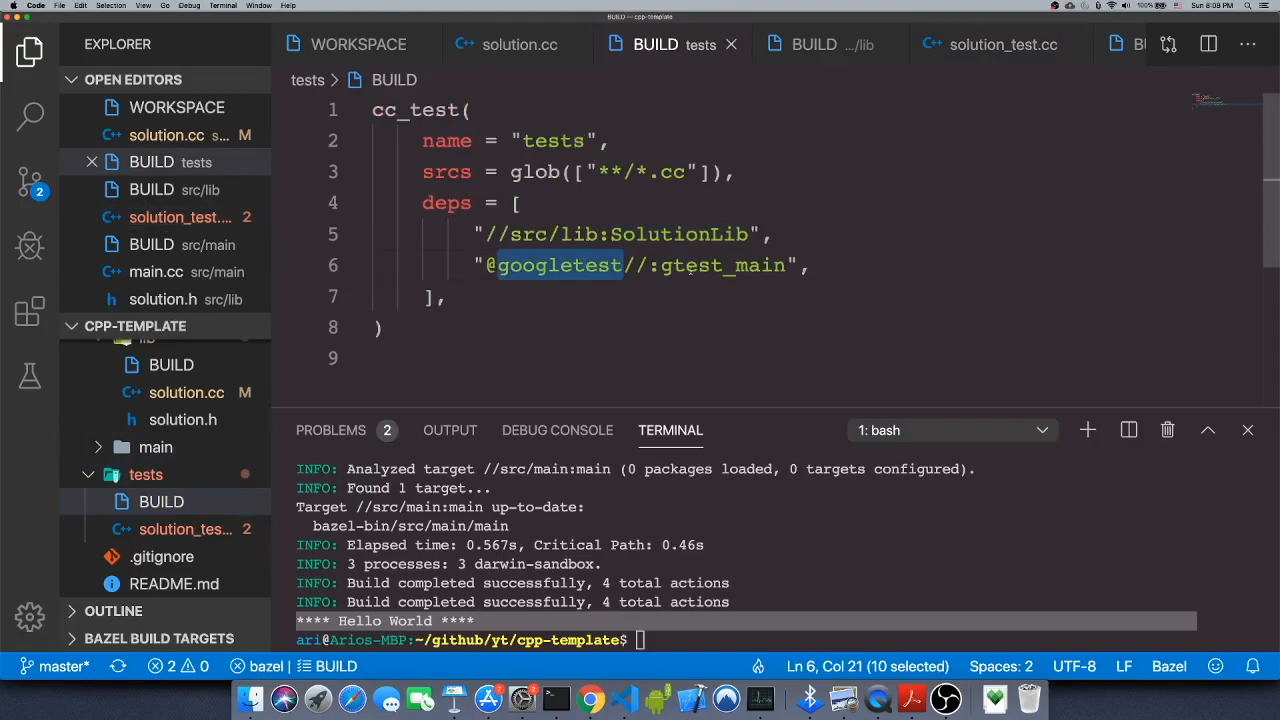 Code File Edit Selection View Go Debug Terminal Window Help
100% Sun 8:08 PM
BUILD — cpp-template
EXPLORER
WORKSPACE
solution.cc
BUILD tests
BUILD .../lib
solution_test.cc
OPEN EDITORS
WORKSPACE
solution.cc s... M
BUILD tests
BUILD src/lib
solution_test.... 2
BUILD src/main
main.cc src/main
solution.h src/lib
CPP-TEMPLATE
lib
BUILD
solution.cc M
solution.h
main
tests
BUILD
solution_tes... 2
.gitignore
README.md
OUTLINE
BAZEL BUILD TARGETS
2
tests > BUILD
1 cc_test(
2 name = "tests",
3 srcs = glob(["**/*.cc"]),
4 deps = [
5 "//src/lib:SolutionLib",
6 "@googletest//:gtest_main",
7 ],
8 )
9
PROBLEMS 2 OUTPUT DEBUG CONSOLE TERMINAL 1: bash
INFO: Analyzed target //src/main:main (0 packages loaded, 0 targets configured).
INFO: Found 1 target...
Target //src/main:main up-to-date:
bazel-bin/src/main/main
INFO: Elapsed time: 0.567s, Critical Path: 0.46s
INFO: 3 processes: 3 darwin-sandbox.
INFO: Build completed successfully, 4 total actions
INFO: Build completed successfully, 4 total actions
**** Hello World ****
ari@Arios-MBP:~/github/yt/cpp-template$
master* 2 0 bazel BUILD Ln 6, Col 21 (10 selected) Spaces: 2 UTF-8 LF Bazel